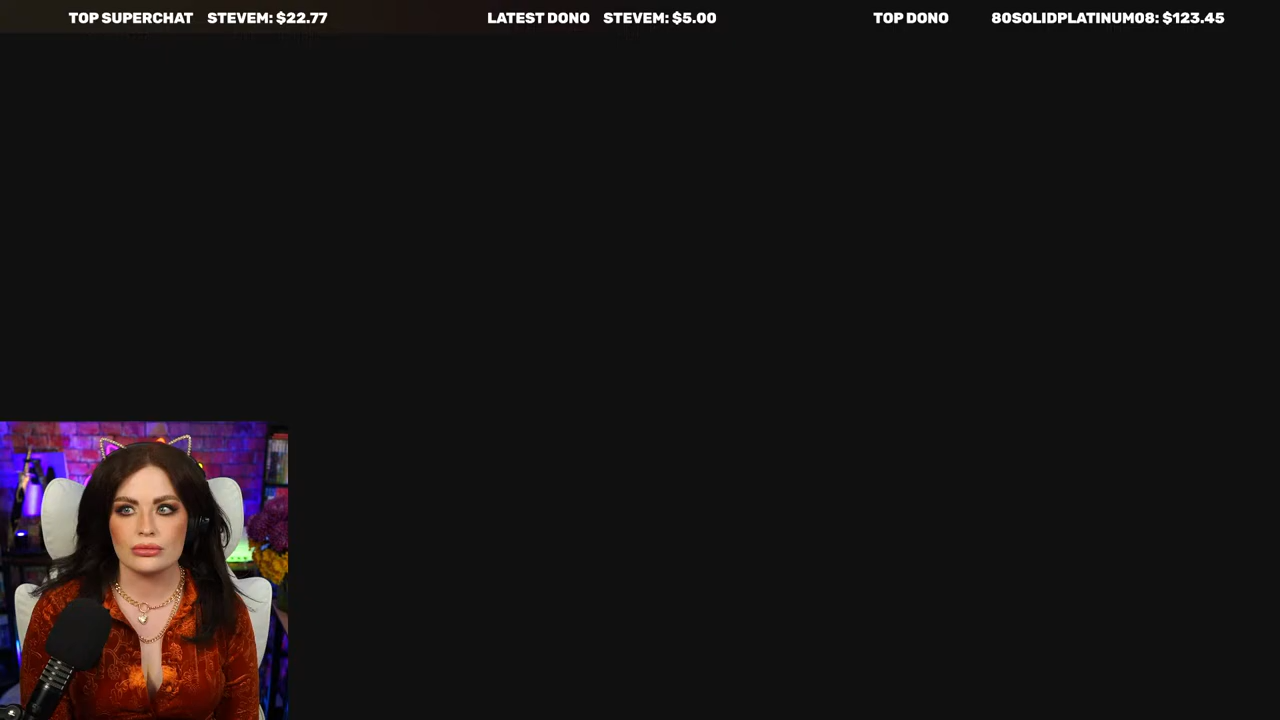 TOP SUPERCHAT STEVEM: $22.77 LATEST DONO STEVEM: $5.00 TOP DONO 80SOLIDPLATINUM08: $123.45